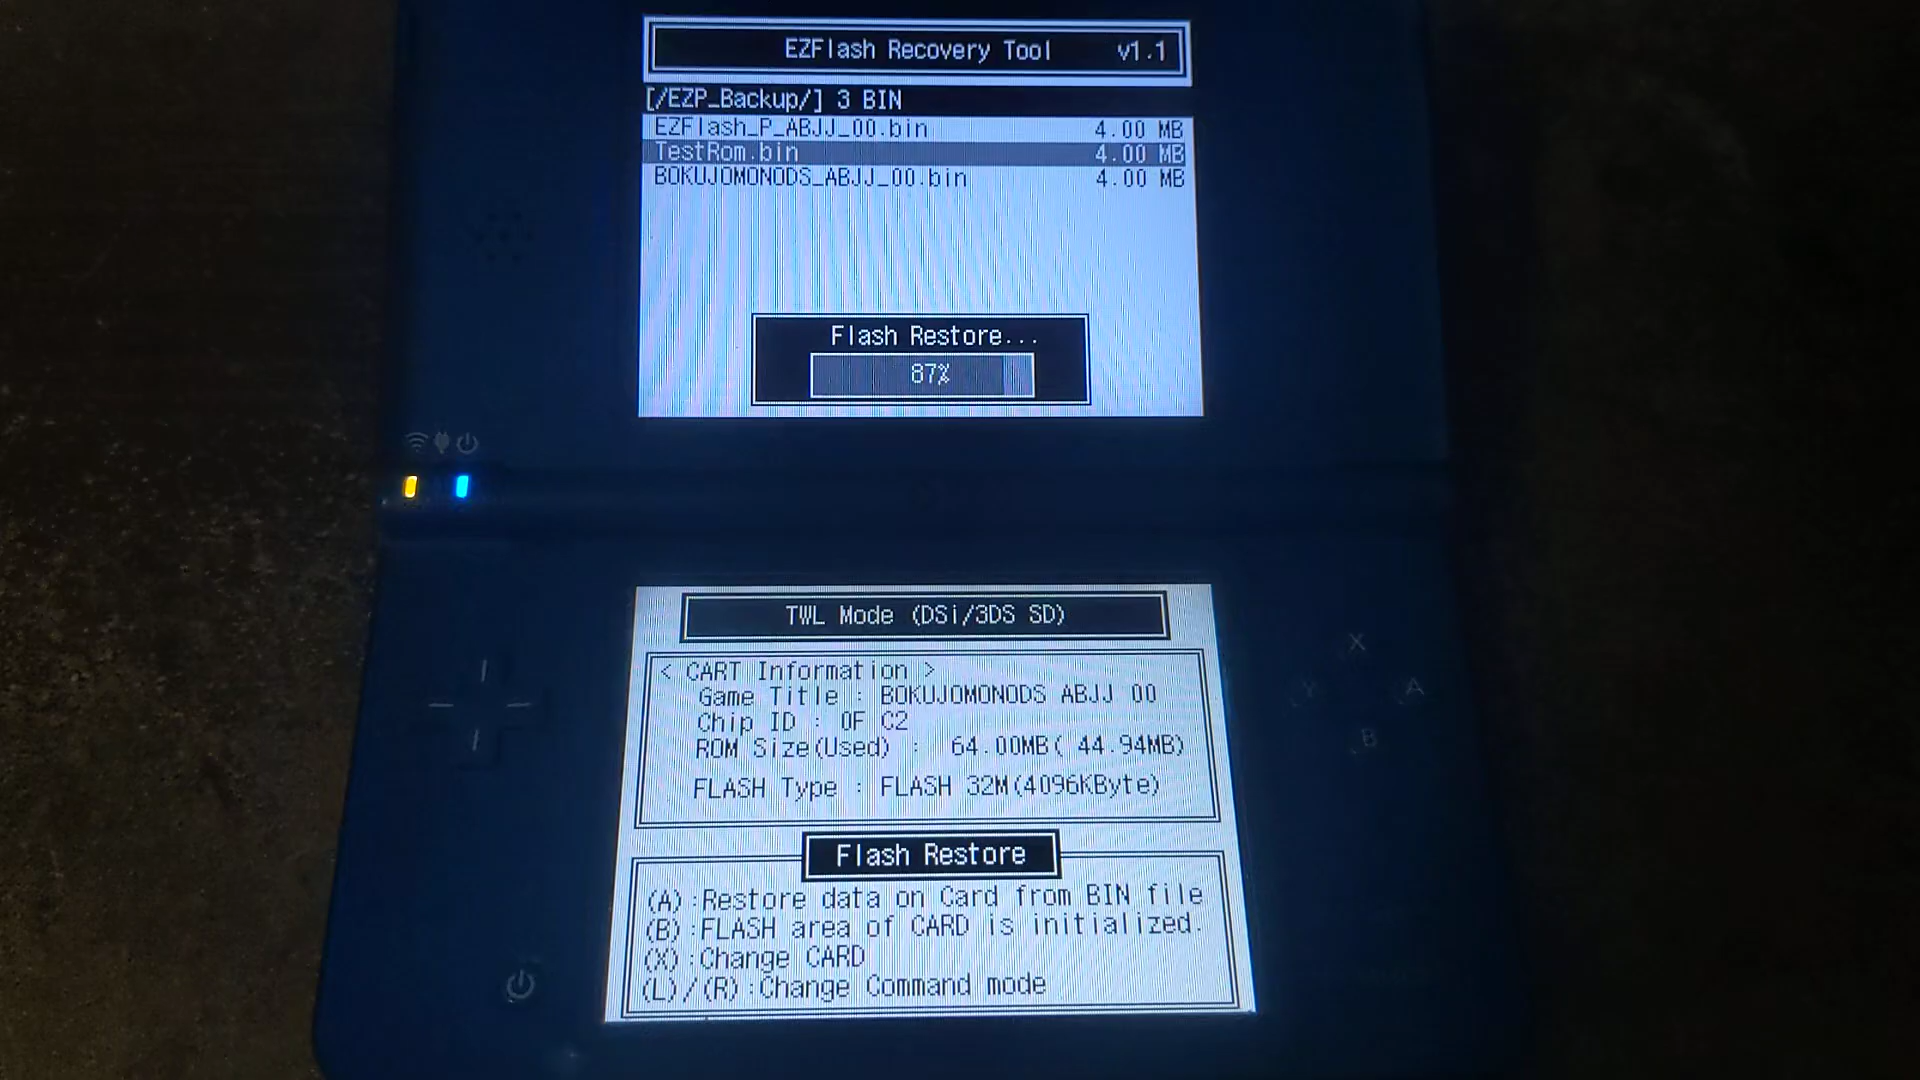 EZFlash Recovery Tool v1.1
[/EZP_Backup/] 3 BIN
EZFlash_P_ABJJ_00.bin 4.00 MB
TestRom.bin 4.00 MB
BOKUJOMONODS_ABJJ_00.bin 4.00 MB
Flash Restore...
87%
TWL Mode (DSi/3DS SD)
< CART Information >
Game Title : BOKUJOMONODS ABJJ 00
Chip ID : 0F C2
ROM Size(Used) : 64.00MB( 44.94MB)
FLASH Type : FLASH 32M(4096KByte)
Flash Restore
(A):Restore data on Card from BIN file
(B):FLASH area of CARD is initialized.
(X):Change CARD
(L)/(R):Change Command mode
X
Y
A
B